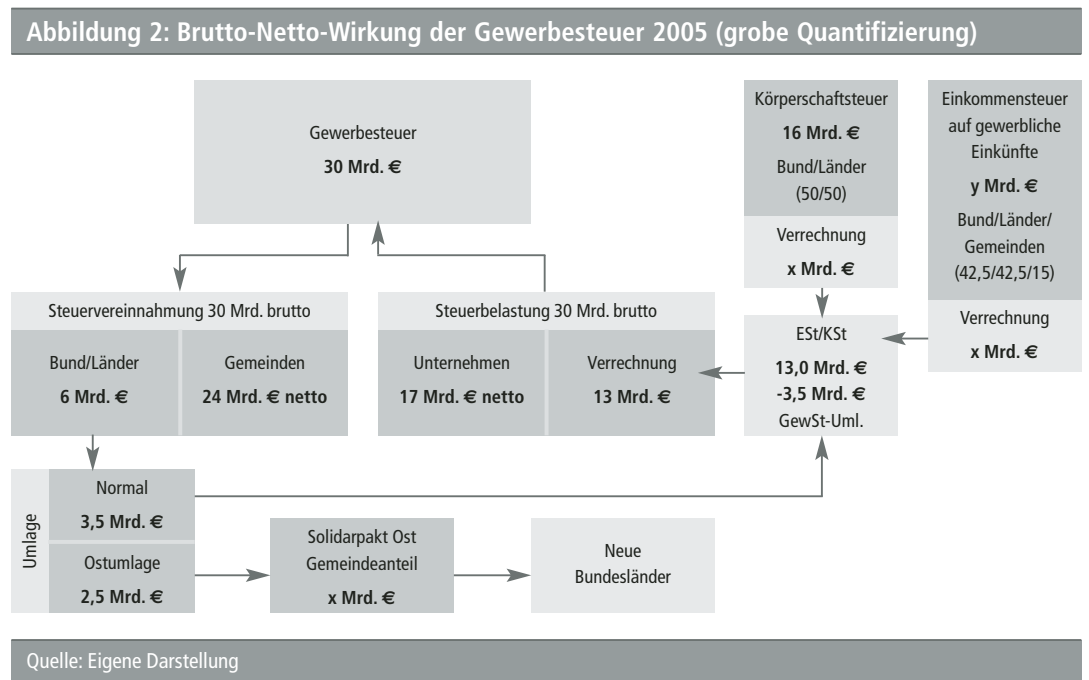 Abbildung 2: Brutto-Netto-Wirkung der Gewerbesteuer 2005 (grobe Quantifizierung)
Gewerbesteuer
30 Mrd. €
Körperschaftsteuer
16 Mrd. €
Bund/Länder
(50/50)
Verrechnung
x Mrd. €
Einkommensteuer
auf gewerbliche
Einkünfte
y Mrd. €
Bund/Länder/
Gemeinden
(42,5/42,5/15)
Verrechnung
x Mrd. €
Steuervereinnahmung 30 Mrd. brutto
Bund/Länder
6 Mrd. €
Gemeinden
24 Mrd. € netto
Steuerbelastung 30 Mrd. brutto
Unternehmen
17 Mrd. € netto
Verrechnung
13 Mrd. €
ESt/KSt
13,0 Mrd. €
-3,5 Mrd. €
GewSt-Uml.
Umlage
Normal
3,5 Mrd. €
Ostumlage
2,5 Mrd. €
Solidarpakt Ost
Gemeindeanteil
x Mrd. €
Neue
Bundesländer
Quelle: Eigene Darstellung